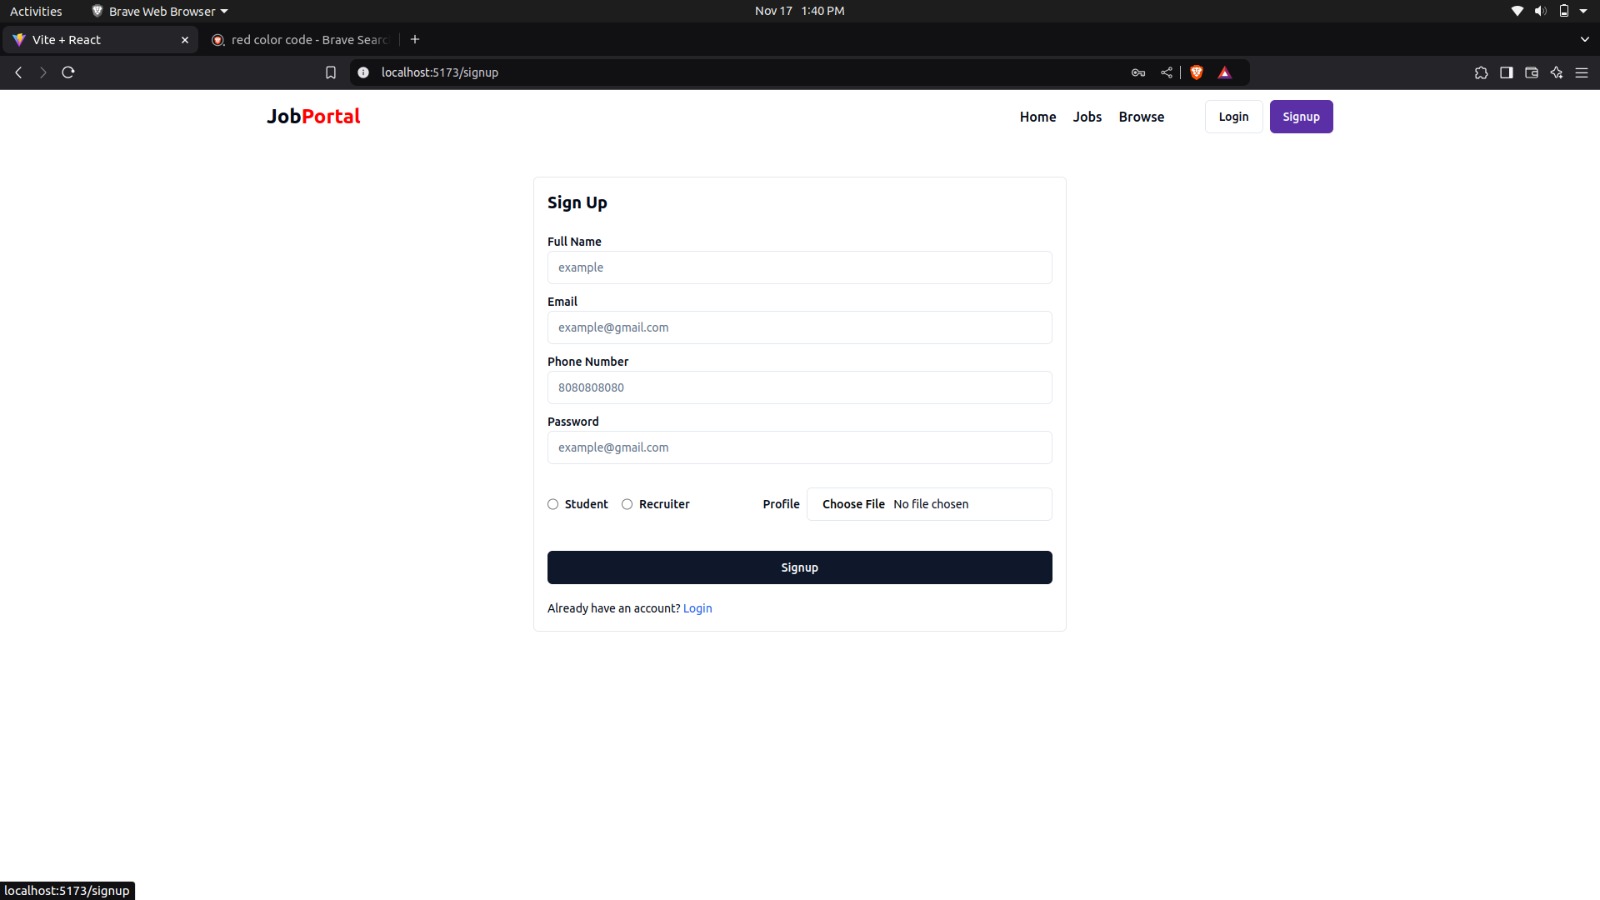 Activities Brave Web Browser Nov 17 1:40 PM
Vite + React red color code - Brave Searc
localhost:5173/signup
JobPortal Home Jobs Browse Login Signup
Sign Up
Full Name
example
Email
example@gmail.com
Phone Number
8080808080
Password
example@gmail.com
Student Recruiter Profile Choose File No file chosen
Signup
Already have an account? Login
localhost:5173/signup